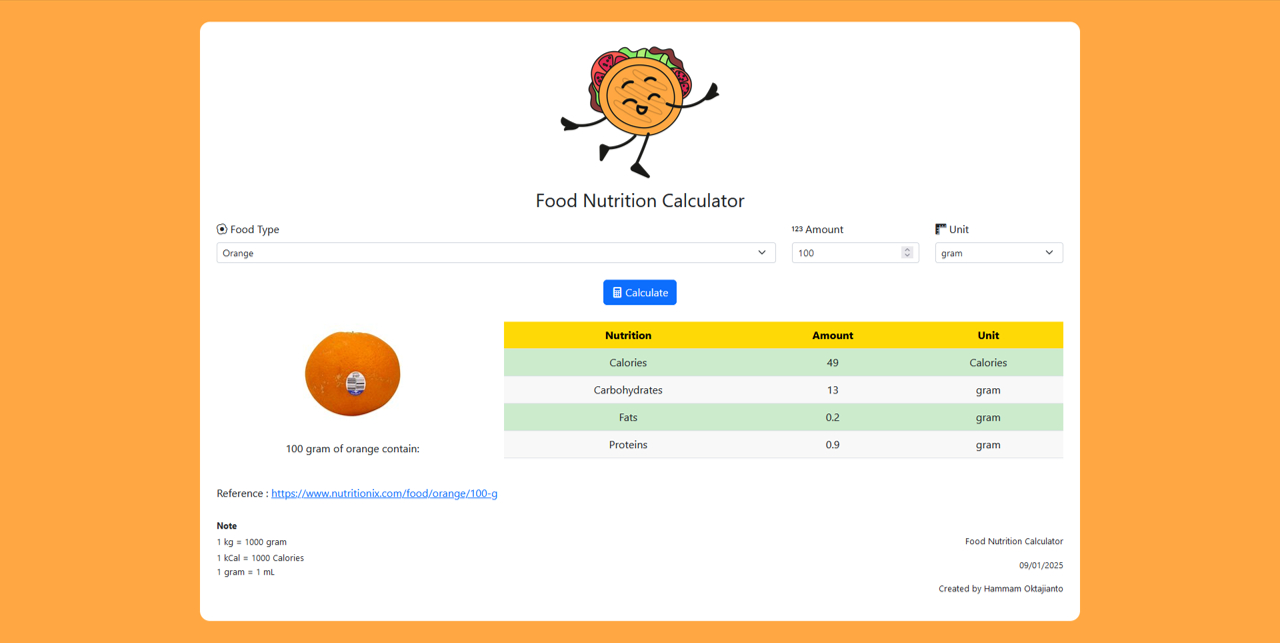 Food Nutrition Calculator
Food Type
123 Amount
Unit
Orange
100
gram
Calculate
Nutrition Amount Unit
Calories 49 Calories
Carbohydrates 13 gram
Fats 0.2 gram
Proteins 0.9 gram
100 gram of orange contain:
Reference : https://www.nutritionix.com/food/orange/100-g
Note
1 kg = 1000 gram
1 kCal = 1000 Calories
1 gram = 1 mL
Food Nutrition Calculator
09/01/2025
Created by Hammam Oktajianto